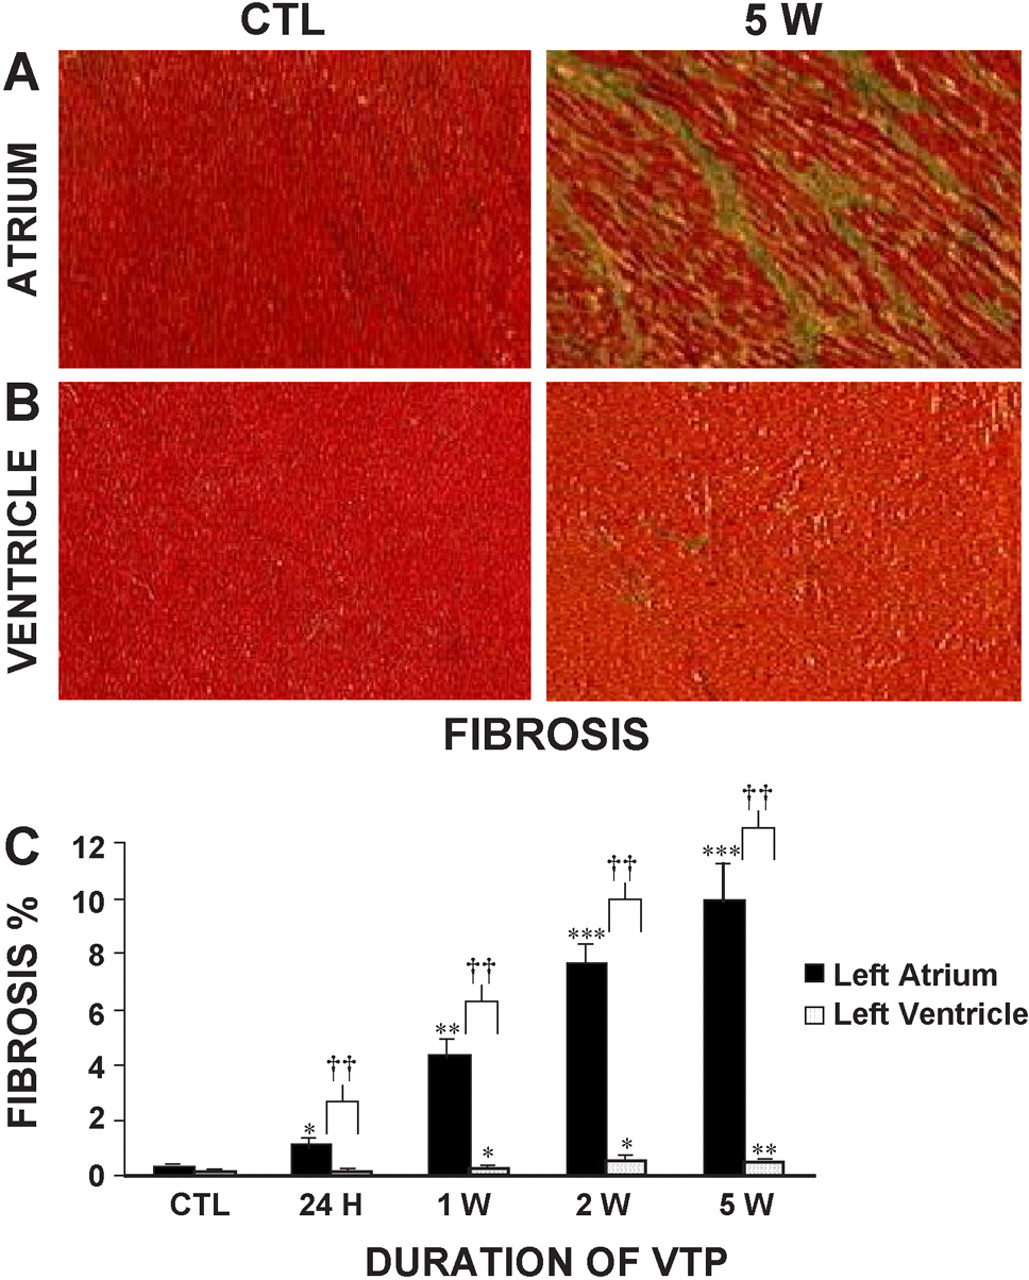 CTL 5 W
A
ATRIUM
B
VENTRICLE
FIBROSIS
C
FIBROSIS %
12
10
8
6
4
2
0
††
***
††
***
††
**
††
*
*
*
**
Left Atrium
Left Ventricle
CTL 24 H 1 W 2 W 5 W
DURATION OF VTP